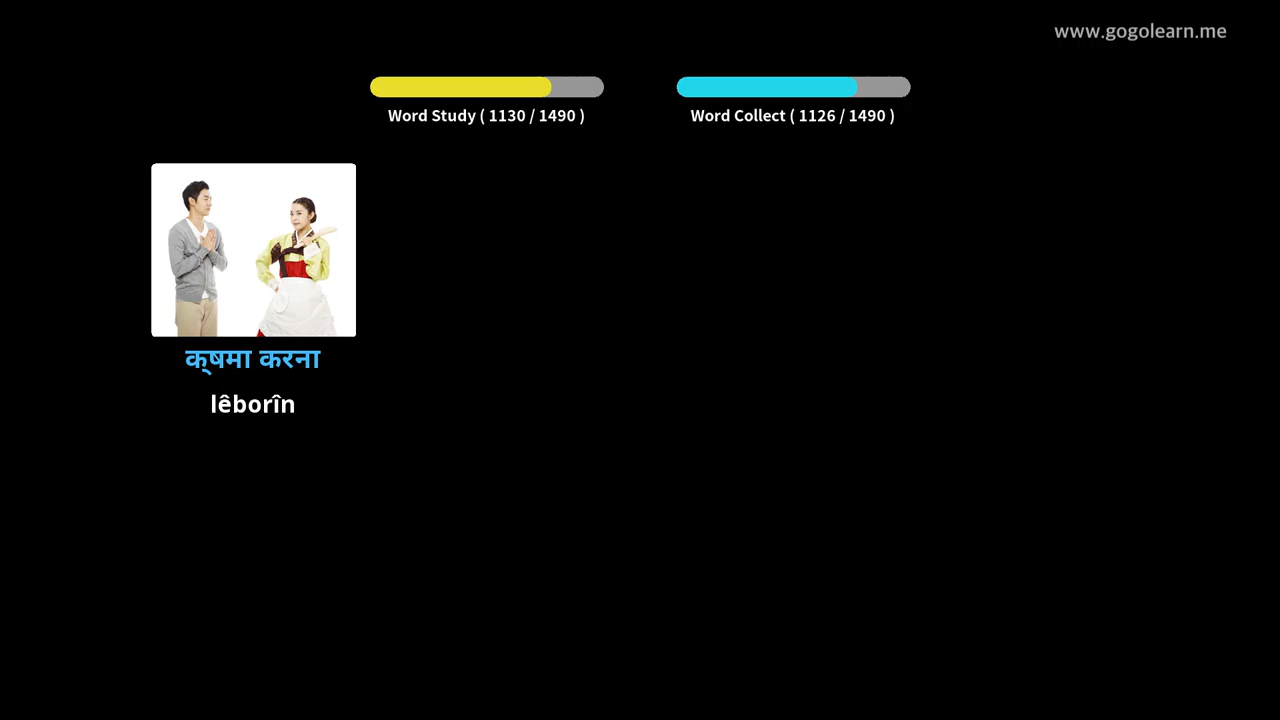 www.gogolearn.me
Word Study ( 1130 / 1490 )
Word Collect ( 1126 / 1490 )
क्षमा करना
lêborîn